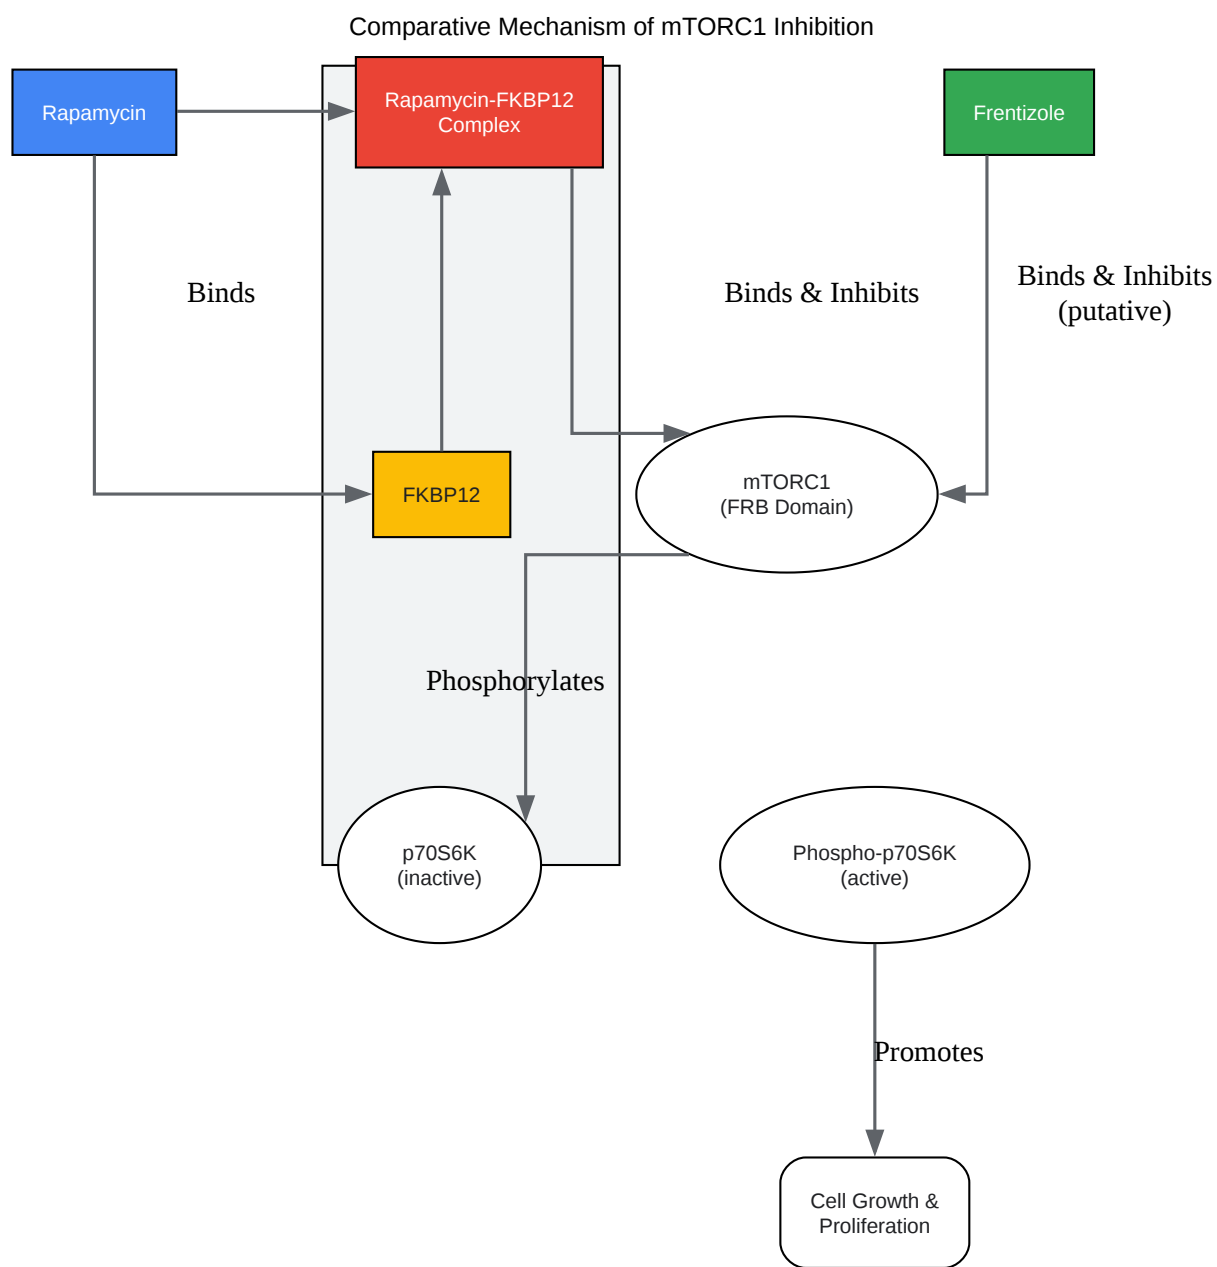 Comparative Mechanism of mTORC1 Inhibition
Rapamycin
Rapamycin-FKBP12
Complex
Frentizole
Binds
Binds & Inhibits
Binds & Inhibits
(putative)
FKBP12
mTORC1
(FRB Domain)
Phosphorylates
p70S6K
(inactive)
Phospho-p70S6K
(active)
Promotes
Cell Growth &
Proliferation